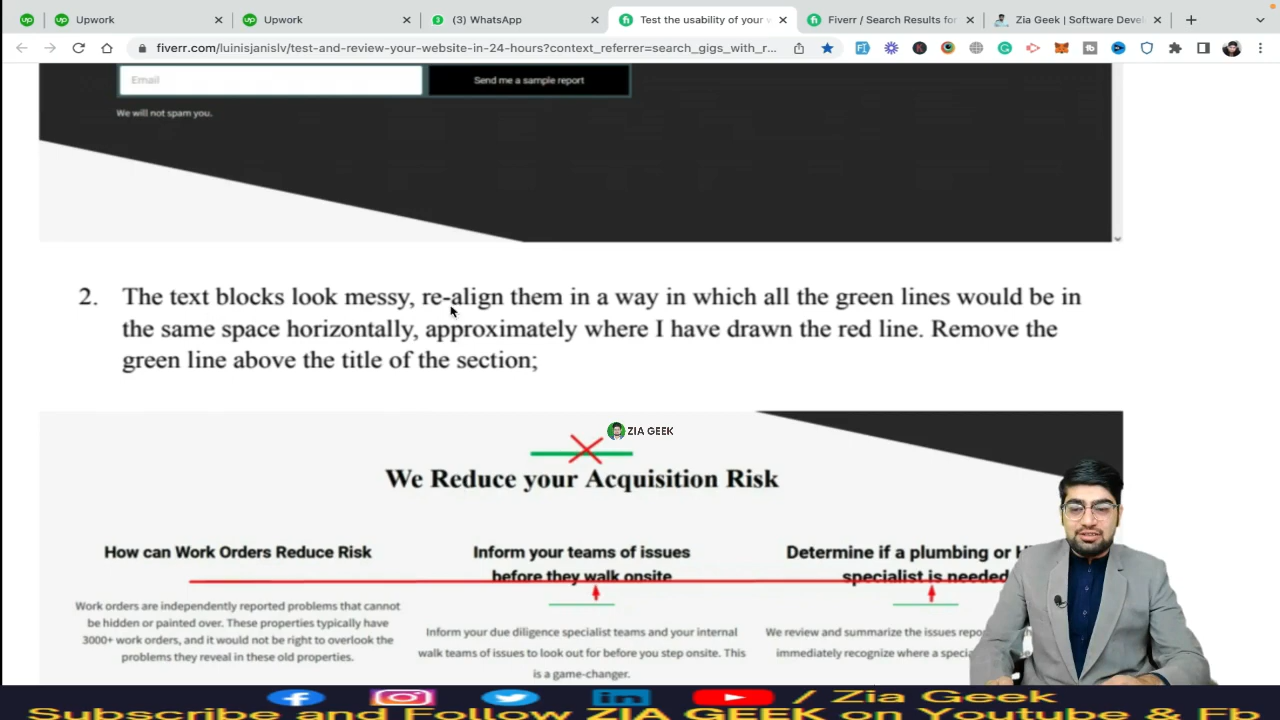 Upwork
Upwork
(3) WhatsApp
Test the usability of your
Fiverr / Search Results for
Zia Geek | Software Deve
fiverr.com/luinisjanislv/test-and-review-your-website-in-24-hours?context_referrer=search_gigs_with_r...
Email
Send me a sample report
We will not spam you.
2. The text blocks look messy, re-align them in a way in which all the green lines would be in
the same space horizontally, approximately where I have drawn the red line. Remove the
green line above the title of the section;
ZIA GEEK
We Reduce your Acquisition Risk
How can Work Orders Reduce Risk
Work orders are independently reported problems that cannot
be hidden or painted over. These properties typically have
3000+ work orders, and it would not be right to overlook the
problems they reveal in these old properties.
Inform your teams of issues
before they walk onsite
Inform your due diligence specialist teams and your internal
walk teams of issues to look out for before you step onsite. This
is a game-changer.
Determine if a plumbing or
specialist is needed
We review and summarize the issues
immediately recognize where a
/ Zia Geek
Subscribe and Follow ZIA GEEK on Youtube & Fb